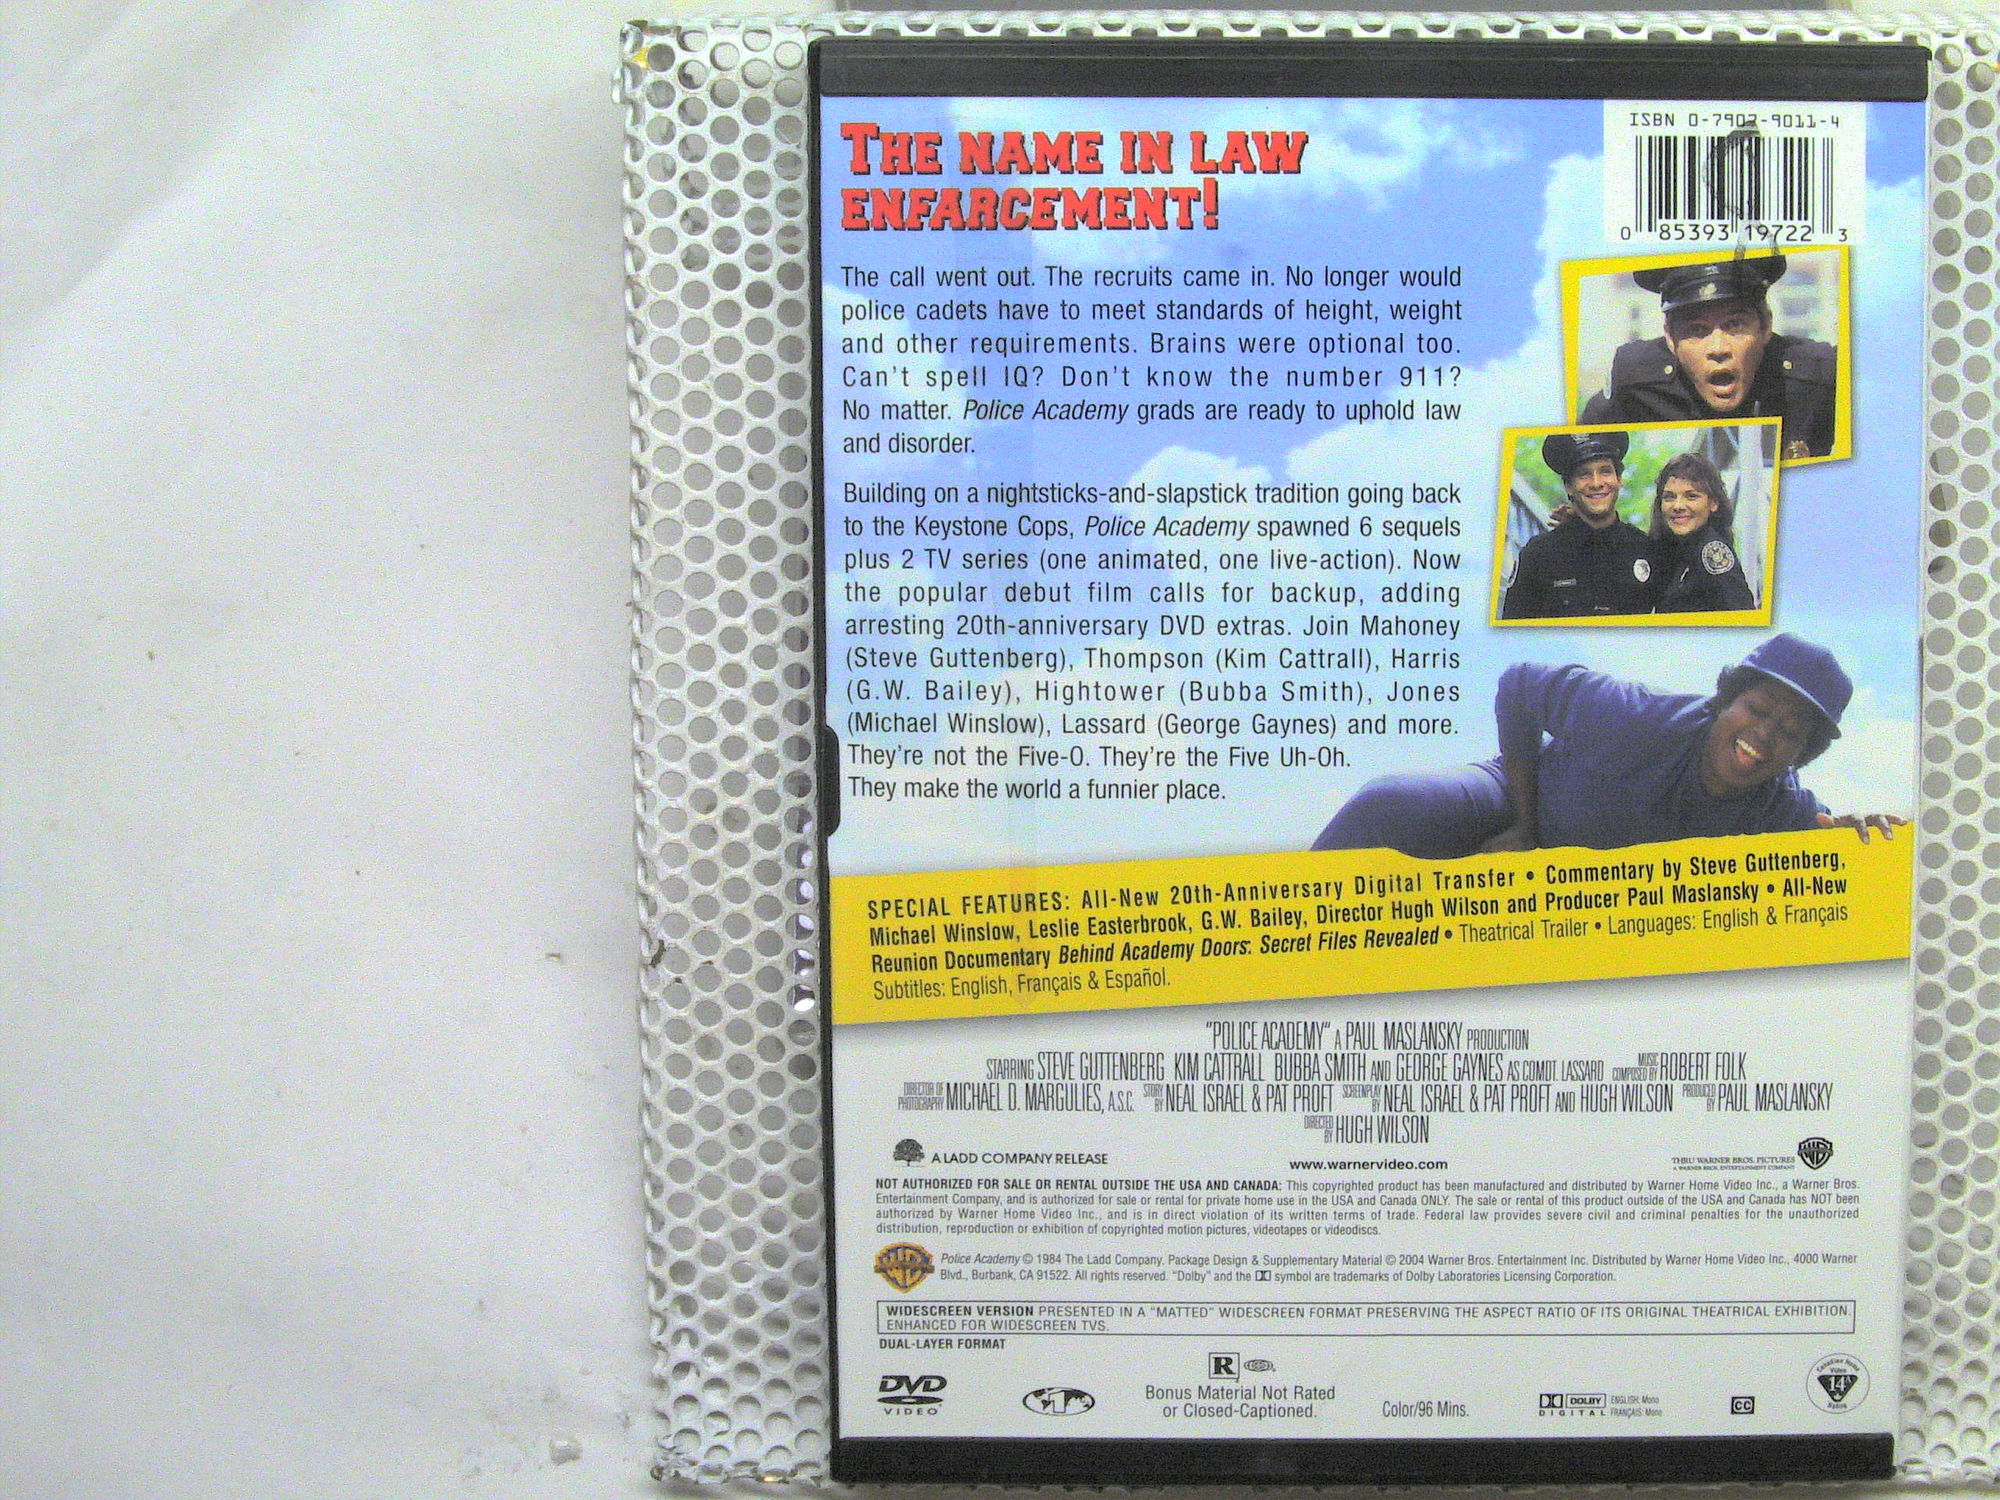 THE NAME IN LAW
ENFARCEMENT!
ISBN 0-7907-9011-4
0 85393 19722 3
The call went out. The recruits came in. No longer would
police cadets have to meet standards of height, weight
and other requirements. Brains were optional too.
Can't spell IQ? Don't know the number 911?
No matter. Police Academy grads are ready to uphold law
and disorder.
Building on a nightsticks-and-slapstick tradition going back
to the Keystone Cops, Police Academy spawned 6 sequels
plus 2 TV series (one animated, one live-action). Now
the popular debut film calls for backup, adding
arresting 20th-anniversary DVD extras. Join Mahoney
(Steve Guttenberg), Thompson (Kim Cattrall), Harris
(G.W. Bailey), Hightower (Bubba Smith), Jones
(Michael Winslow), Lassard (George Gaynes) and more.
They're not the Five-O. They're the Five Uh-Oh.
They make the world a funnier place.
SPECIAL FEATURES: All-New 20th-Anniversary Digital Transfer • Commentary by Steve Guttenberg,
Michael Winslow, Leslie Easterbrook, G.W. Bailey, Director Hugh Wilson and Producer Paul Maslansky • All-New
Reunion Documentary Behind Academy Doors: Secret Files Revealed • Theatrical Trailer • Languages: English & Français
Subtitles: English, Français & Español.
"POLICE ACADEMY" A PAUL MASLANSKY PRODUCTION
STARRING STEVE GUTTENBERG KIM CATTRALL BUBBA SMITH AND GEORGE GAYNES AS COMDT. LASSARD MUSIC COMPOSED BY ROBERT FOLK
DIRECTOR OF PHOTOGRAPHY MICHAEL D. MARGULIES, A.S.C. STORY BY NEAL ISRAEL & PAT PROFT SCREENPLAY BY NEAL ISRAEL & PAT PROFT AND HUGH WILSON PRODUCED BY PAUL MASLANSKY
DIRECTED BY HUGH WILSON
A LADD COMPANY RELEASE
www.warnervideo.com
THRU WARNER BROS. PICTURES
A WARNER BROS. ENTERTAINMENT COMPANY
NOT AUTHORIZED FOR SALE OR RENTAL OUTSIDE THE USA AND CANADA: This copyrighted product has been manufactured and distributed by Warner Home Video Inc., a Warner Bros.
Entertainment Company, and is authorized for sale or rental for private home use in the USA and Canada ONLY. The sale or rental of this product outside of the USA and Canada has NOT been
authorized by Warner Home Video Inc., and is in direct violation of its written terms of trade. Federal law provides severe civil and criminal penalties for the unauthorized
distribution, reproduction or exhibition of copyrighted motion pictures, videotapes or videodiscs.
Police Academy © 1984 The Ladd Company. Package Design & Supplementary Material © 2004 Warner Bros. Entertainment Inc. Distributed by Warner Home Video Inc., 4000 Warner
Blvd., Burbank, CA 91522. All rights reserved. "Dolby" and the symbol are trademarks of Dolby Laboratories Licensing Corporation.
WIDESCREEN VERSION PRESENTED IN A "MATTED" WIDESCREEN FORMAT PRESERVING THE ASPECT RATIO OF ITS ORIGINAL THEATRICAL EXHIBITION.
ENHANCED FOR WIDESCREEN TVS.
DUAL-LAYER FORMAT
DVD
VIDEO
1
R
Bonus Material Not Rated
or Closed-Captioned.
Color/96 Mins.
DOLBY ENGLISH: Mono
DIGITAL FRANÇAIS: Mono
CC
Canadian Home
Video
14A